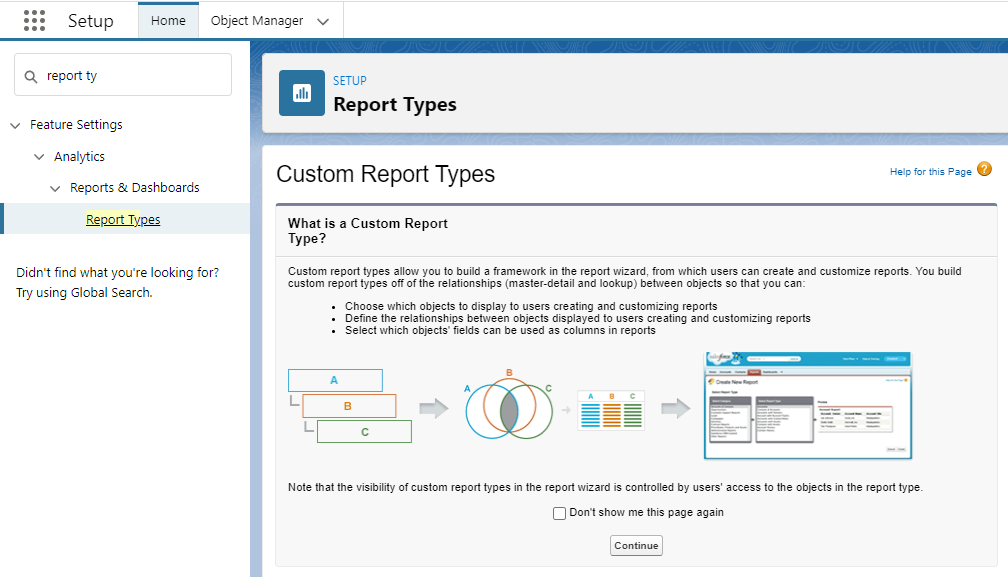 Setup
Home
Object Manager
report ty
Feature Settings
Analytics
Reports & Dashboards
Report Types
Didn't find what you're looking for?
Try using Global Search.
SETUP
Report Types
Custom Report Types
Help for this Page
?
What is a Custom Report
Type?
Custom report types allow you to build a framework in the report wizard, from which users can create and customize reports. You build
custom report types off of the relationships (master-detail and lookup) between objects so that you can:
• Choose which objects to display to users creating and customizing reports
• Define the relationships between objects displayed to users creating and customizing reports
• Select which objects' fields can be used as columns in reports
A
B
C
A
B
C
A B C
Create New Report
Note that the visibility of custom report types in the report wizard is controlled by users' access to the objects in the report type.
Don't show me this page again
Continue